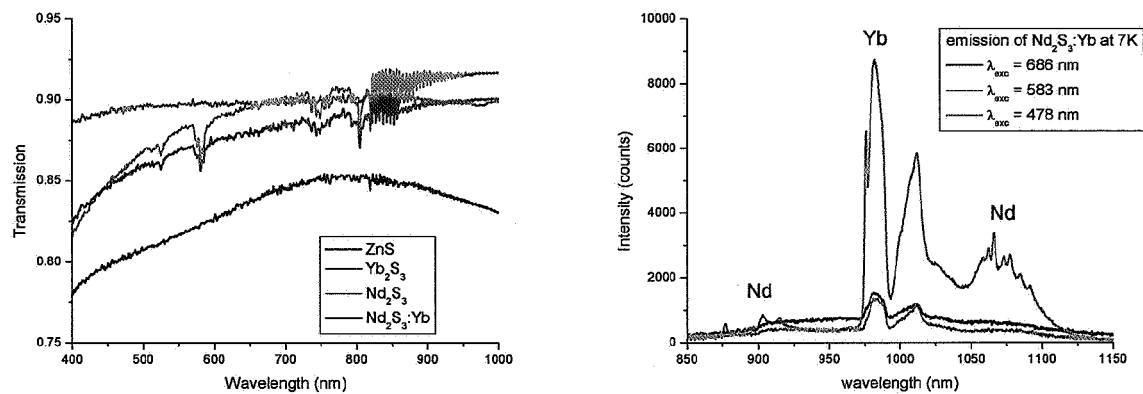 0.95
0.90
0.85
0.80
0.75
Transmission
400 500 600 700 800 900 1000
Wavelength (nm)
ZnS
Yb2S3
Nd2S3
Nd2S3:Yb
10000
8000
6000
4000
2000
0
Intensity (counts)
850 900 950 1000 1050 1100 1150
wavelength (nm)
Nd
Yb
Nd
emission of Nd2S3:Yb at 7K
λexc = 686 nm
λexc = 583 nm
λexc = 478 nm